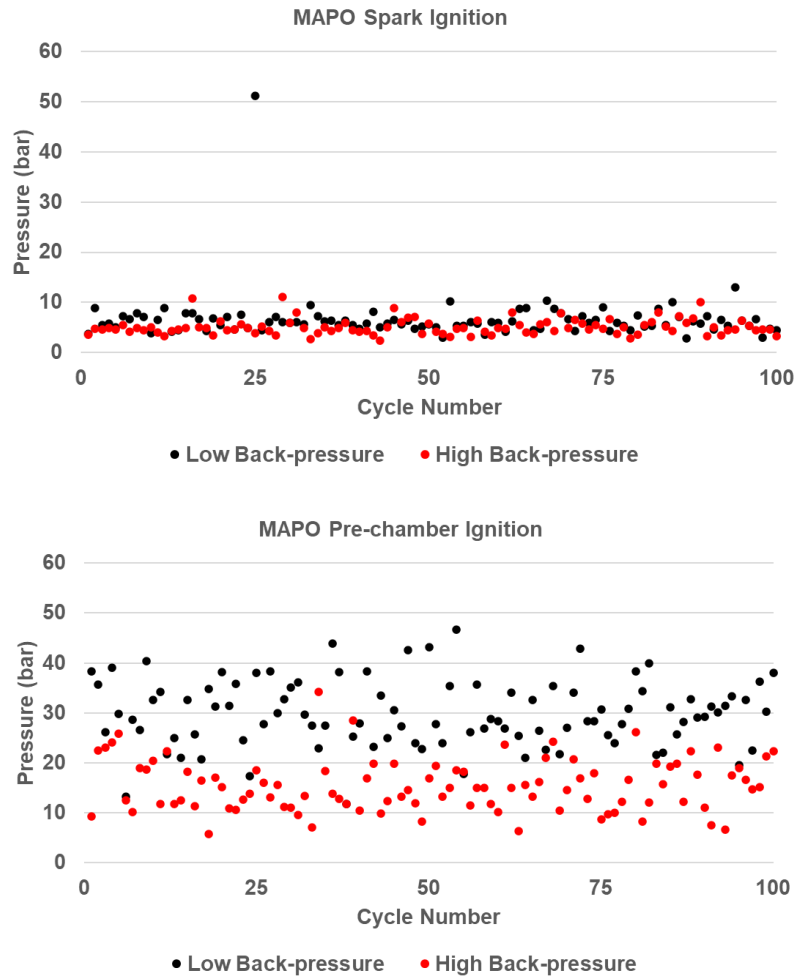 MAPO Spark Ignition
60
50
40
30
20
10
0
Pressure (bar)
0 25 50 75 100
Cycle Number
Low Back-pressure High Back-pressure
MAPO Pre-chamber Ignition
60
50
40
30
20
10
0
Pressure (bar)
0 25 50 75 100
Cycle Number
Low Back-pressure High Back-pressure